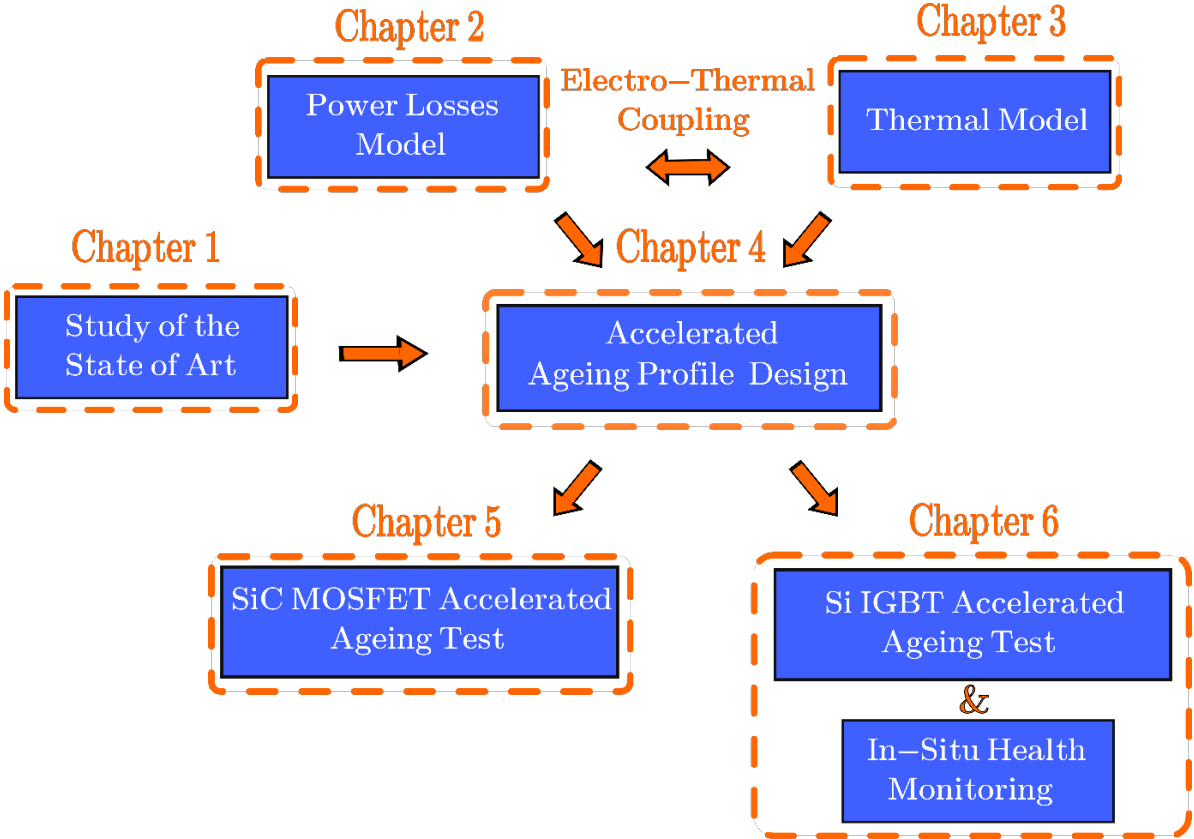 Chapter 2
Power Losses
Model
Electro–Thermal
Coupling
Chapter 3
Thermal Model
Chapter 1
Study of the
State of Art
Chapter 4
Accelerated
Ageing Profile Design
Chapter 5
SiC MOSFET Accelerated
Ageing Test
Chapter 6
Si IGBT Accelerated
Ageing Test
&
In–Situ Health
Monitoring